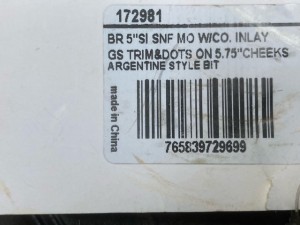 172981
BR 5"SI SNF MO W/CO. INLAY
GS TRIM&DOTS ON 5.75"CHEEKS
ARGENTINE STYLE BIT
made in China
765839729699